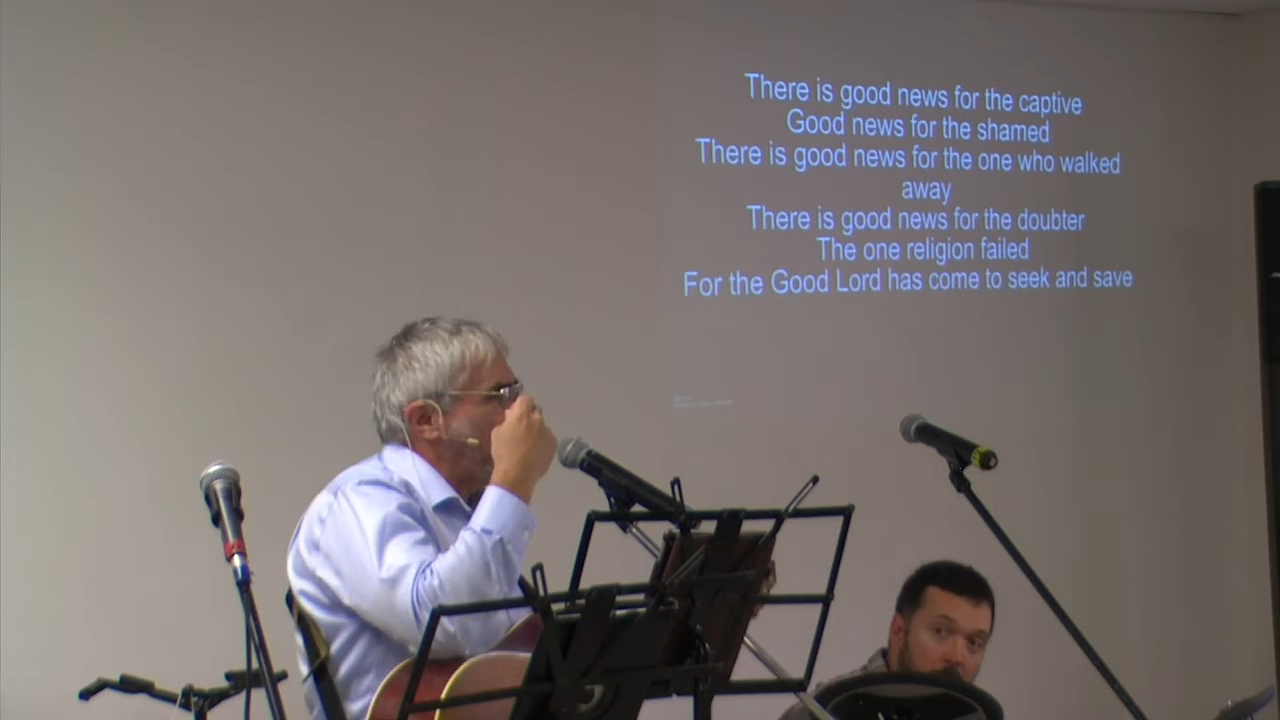 There is good news for the captive
Good news for the shamed
There is good news for the one who walked
away
There is good news for the doubter
The one religion failed
For the Good Lord has come to seek and save